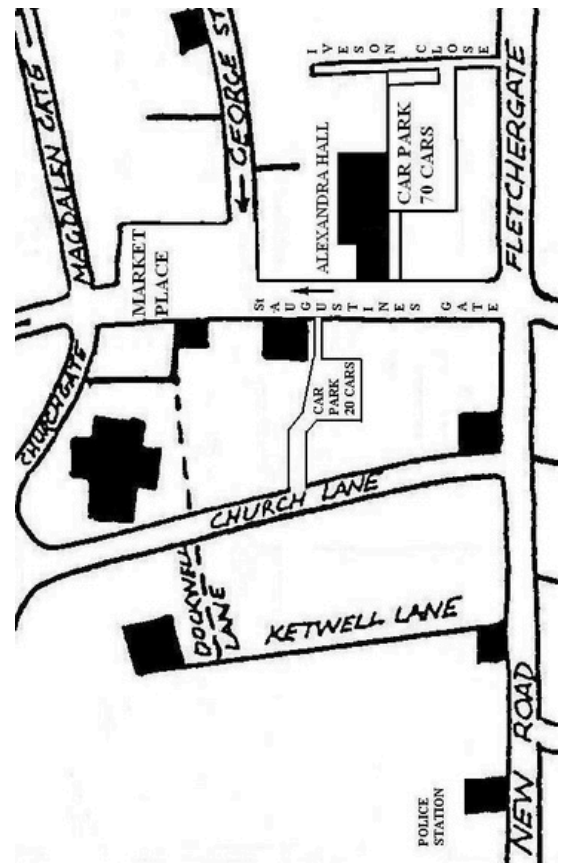 MAGDALEN GATE
GEORGE ST
IVESON CLOSE
FLETCHERGATE
ALEXANDRA HALL
CAR PARK
70 CARS
MARKET
PLACE
St AUGUSTINES GATE
CHURCHGATE
CAR
PARK
20 CARS
CHURCH LANE
DOCKWELL
LANE
KETWELL LANE
NEW ROAD
POLICE
STATION